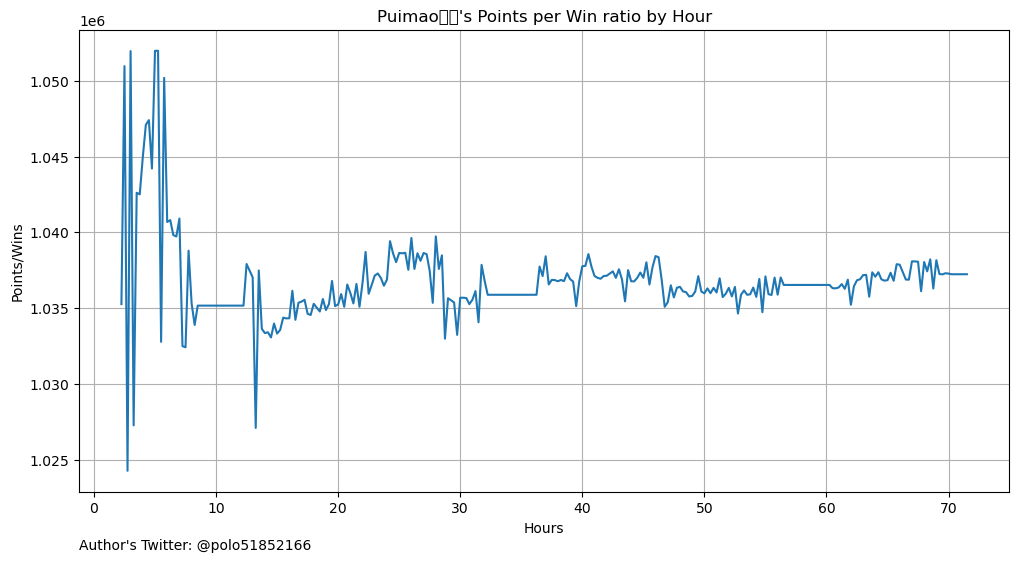 Puimao's Points per Win ratio by Hour
1e6
1.050
1.045
1.040
1.035
1.030
1.025
Points/Wins
0 10 20 30 40 50 60 70
Hours
Author's Twitter: @polo51852166